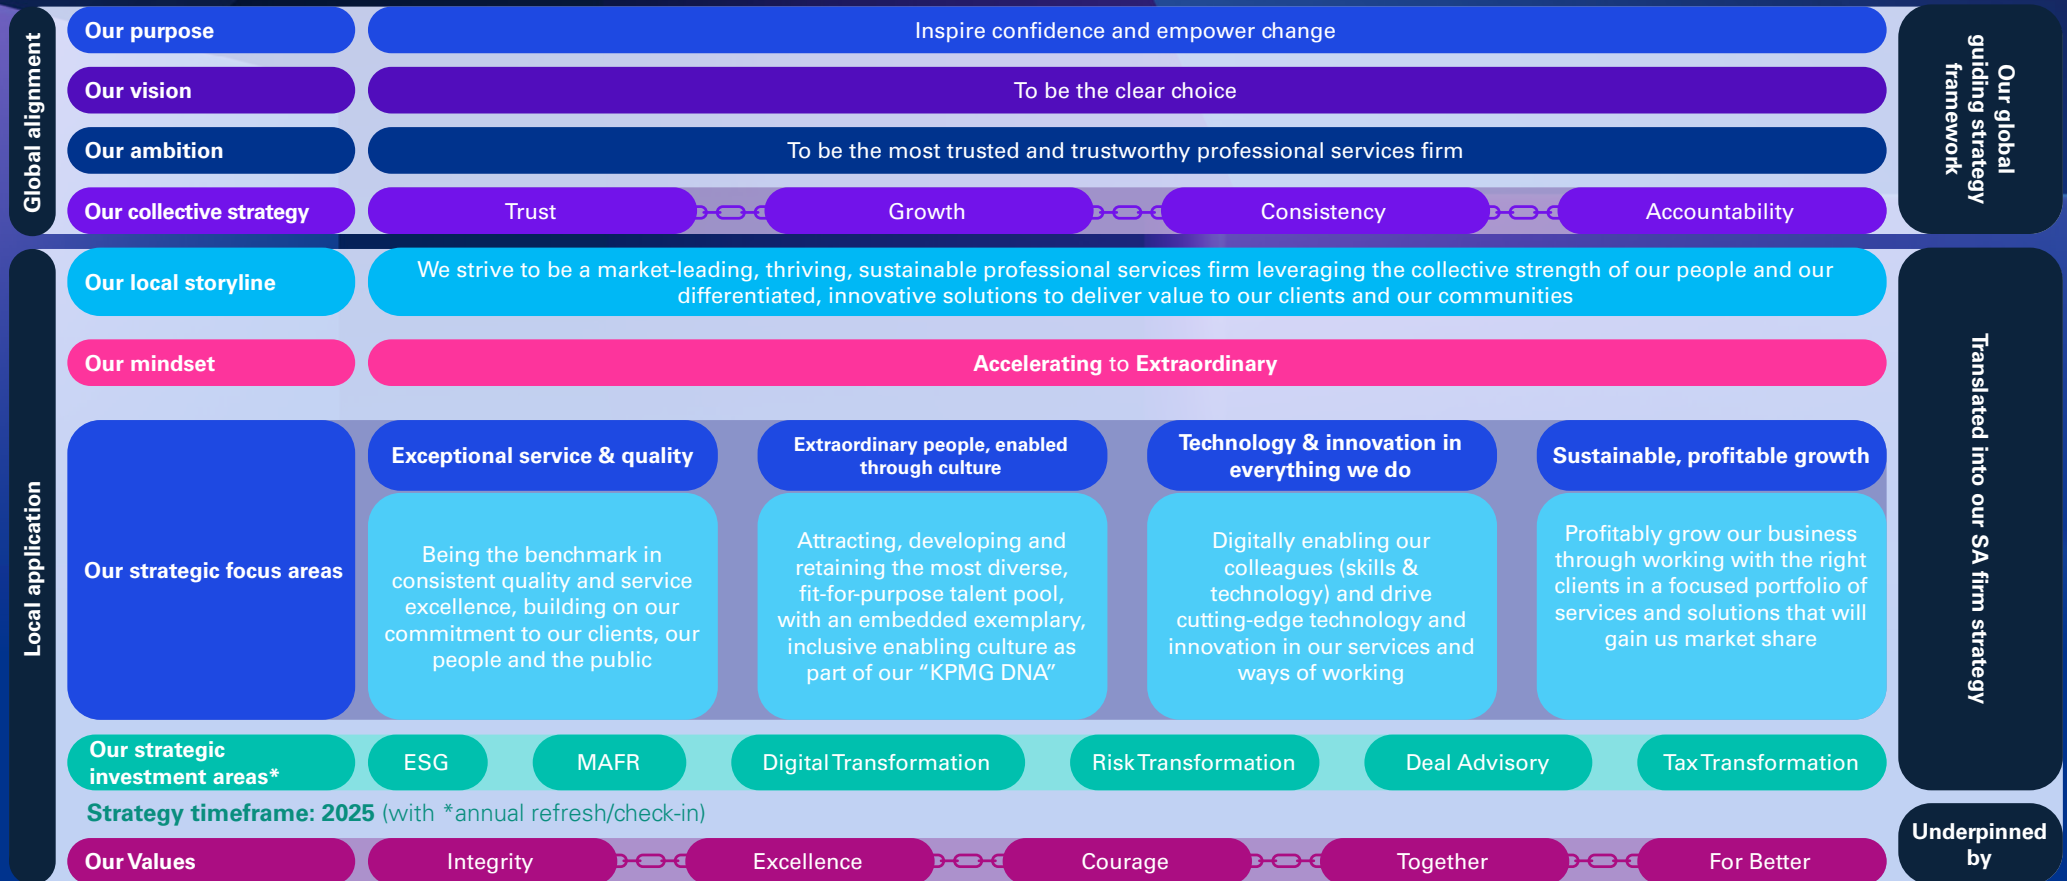 Global alignment
Our purpose
Inspire confidence and empower change
Our vision
To be the clear choice
Our ambition
To be the most trusted and trustworthy professional services firm
Our collective strategy
Trust
Growth
Consistency
Accountability
Our global
guiding strategy
framework
Local application
Our local storyline
We strive to be a market-leading, thriving, sustainable professional services firm leveraging the collective strength of our people and our
differentiated, innovative solutions to deliver value to our clients and our communities
Our mindset
Accelerating to Extraordinary
Our strategic focus areas
Exceptional service & quality
Being the benchmark in
consistent quality and service
excellence, building on our
commitment to our clients, our
people and the public
Extraordinary people, enabled
through culture
Attracting, developing and
retaining the most diverse,
fit-for-purpose talent pool,
with an embedded exemplary,
inclusive enabling culture as
part of our “KPMG DNA”
Technology & innovation in
everything we do
Digitally enabling our
colleagues (skills &
technology) and drive
cutting-edge technology and
innovation in our services and
ways of working
Sustainable, profitable growth
Profitably grow our business
through working with the right
clients in a focused portfolio of
services and solutions that will
gain us market share
Our strategic
investment areas*
ESG
MAFR
Digital Transformation
Risk Transformation
Deal Advisory
Tax Transformation
Strategy timeframe: 2025 (with *annual refresh/check-in)
Translated into our SA firm strategy
Our Values
Integrity
Excellence
Courage
Together
For Better
Underpinned
by